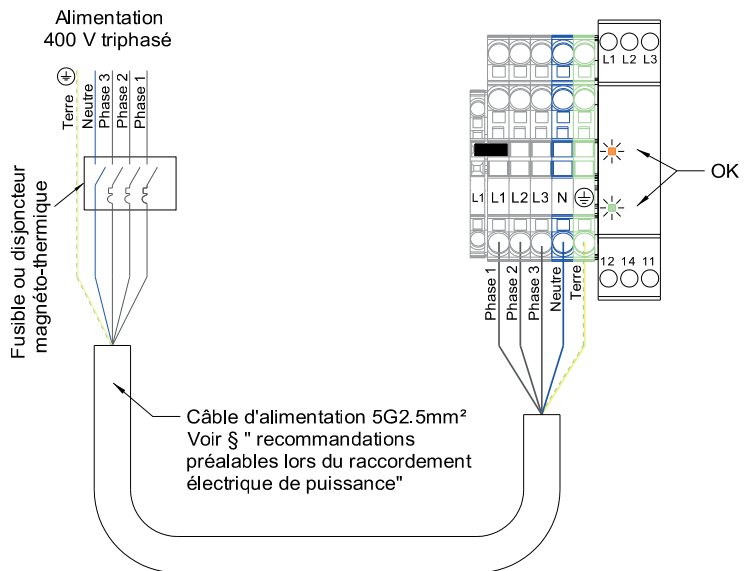 Alimentation
400 V triphasé
Terre
Neutre
Phase 3
Phase 2
Phase 1
Fusible ou disjoncteur
magnéto-thermique
L1 L2 L3
OK
L1 L1 L2 L3 N
12 14 11
Phase 1
Phase 2
Phase 3
Neutre
Terre
Câble d'alimentation 5G2.5mm²
Voir § " recommandations
préalables lors du raccordement
électrique de puissance"